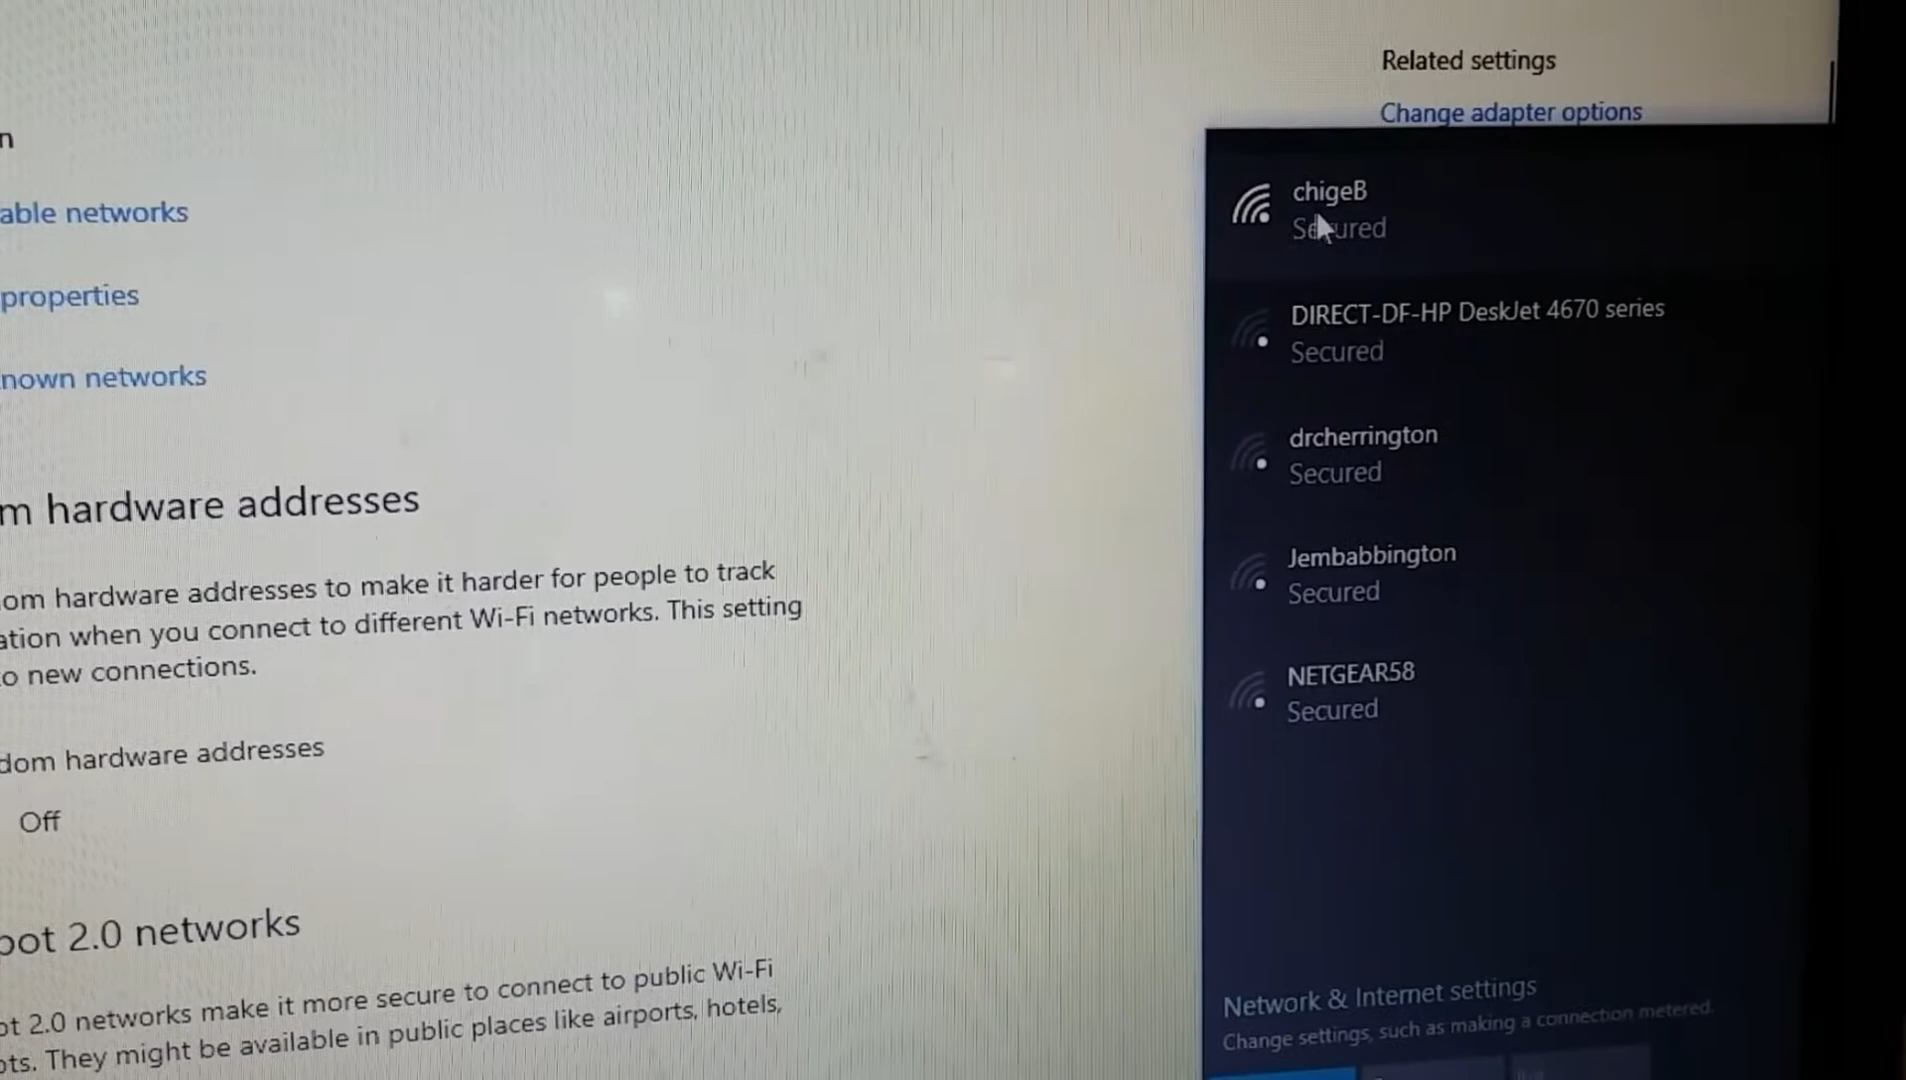 n
able networks
properties
nown networks
m hardware addresses
om hardware addresses to make it harder for people to track
ation when you connect to different Wi-Fi networks. This setting
o new connections.
dom hardware addresses
Off
pot 2.0 networks
ot 2.0 networks make it more secure to connect to public Wi-Fi
ots. They might be available in public places like airports, hotels,
Related settings
Change adapter options
chigeB
Secured
DIRECT-DF-HP DeskJet 4670 series
Secured
drcherrington
Secured
Jembabbington
Secured
NETGEAR58
Secured
Network & Internet settings
Change settings, such as making a connection metered.